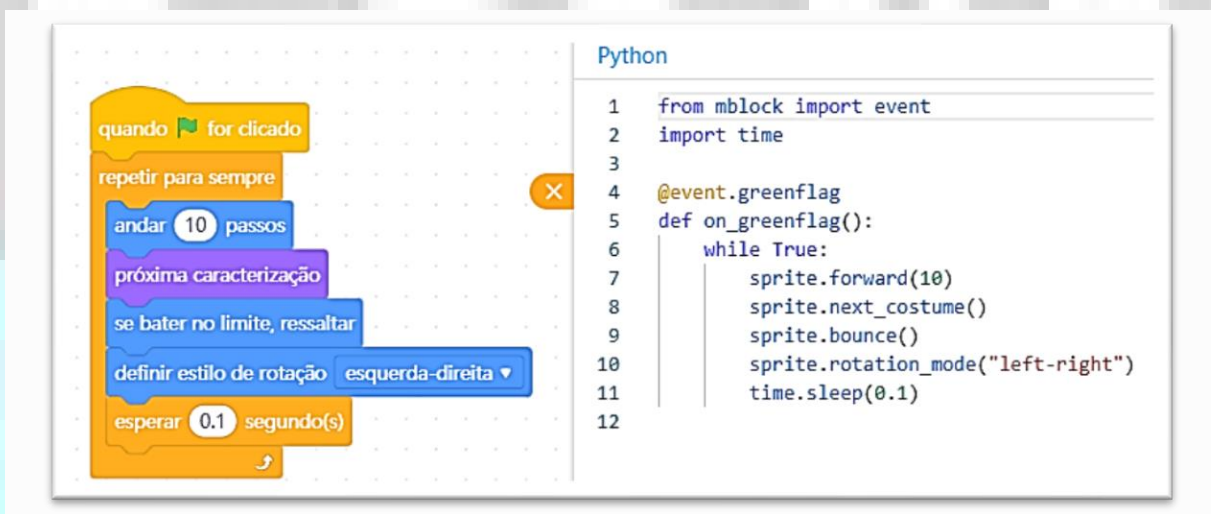 quando for clicado
repetir para sempre
andar 10 passos
próxima caracterização
se bater no limite, ressaltar
definir estilo de rotação esquerda-direita
esperar 0.1 segundo(s)
Python
1 from mblock import event
2 import time
3
4 @event.greenflag
5 def on_greenflag():
6 while True:
7 sprite.forward(10)
8 sprite.next_costume()
9 sprite.bounce()
10 sprite.rotation_mode("left-right")
11 time.sleep(0.1)
12